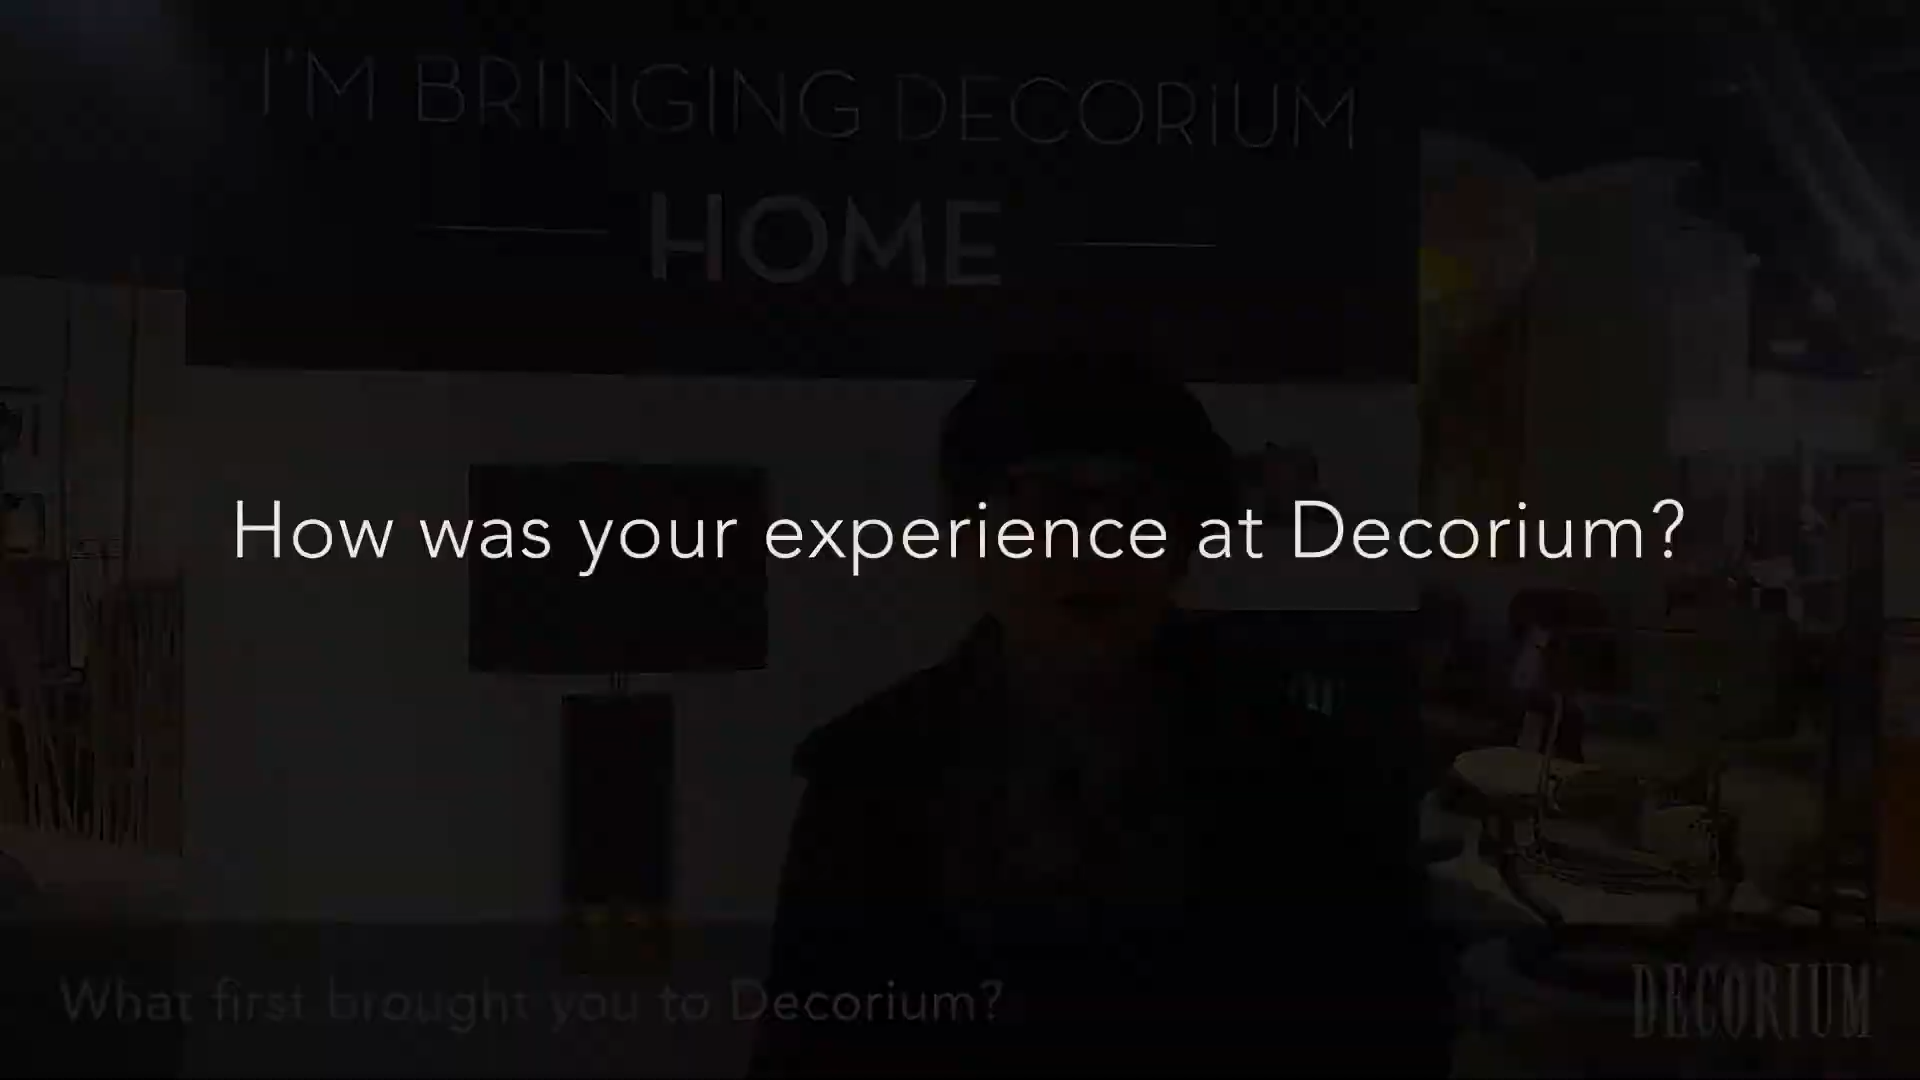 I'M BRINGING DECORIUM
HOME
How was your experience at Decorium?
What first brought you to Decorium?
DECORIUM